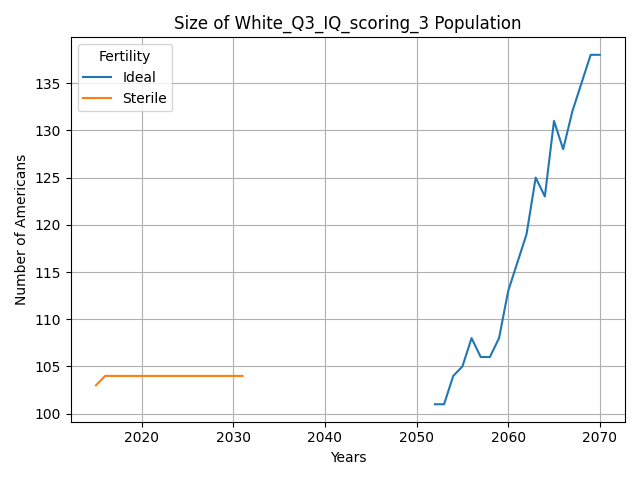 Size of White_Q3_IQ_scoring_3 Population
Fertility
Ideal
Sterile
Number of Americans
135
130
125
120
115
110
105
100
2020 2030 2040 2050 2060 2070
Years